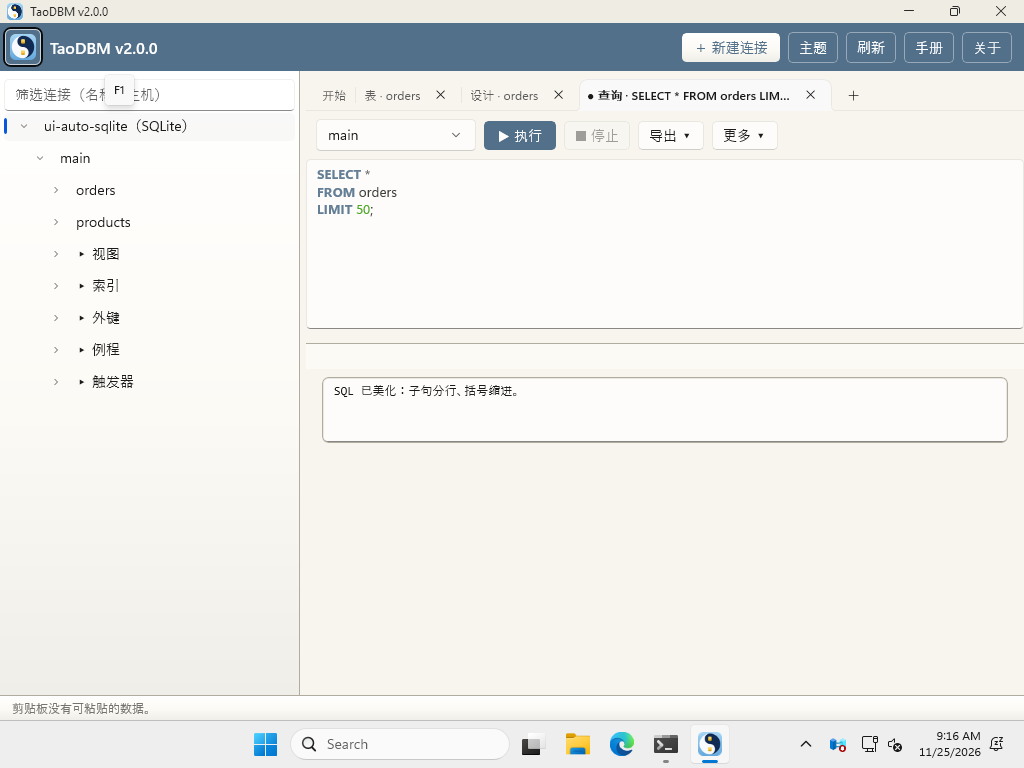 TaoDBM v2.0.0
TaoDBM v2.0.0
+ 新建连接 主题 刷新 手册 关于
筛选连接（名称 主机）
F1
开始 表 · orders 设计 · orders ● 查询 · SELECT * FROM orders LIM...
ui-auto-sqlite（SQLite）
main 执行 停止 导出 更多
main
orders
products
视图
索引
外键
例程
触发器
SELECT *
FROM orders
LIMIT 50;
SQL 已美化：子句分行、括号缩进。
剪贴板没有可粘贴的数据。
Search
9:16 AM
11/25/2026